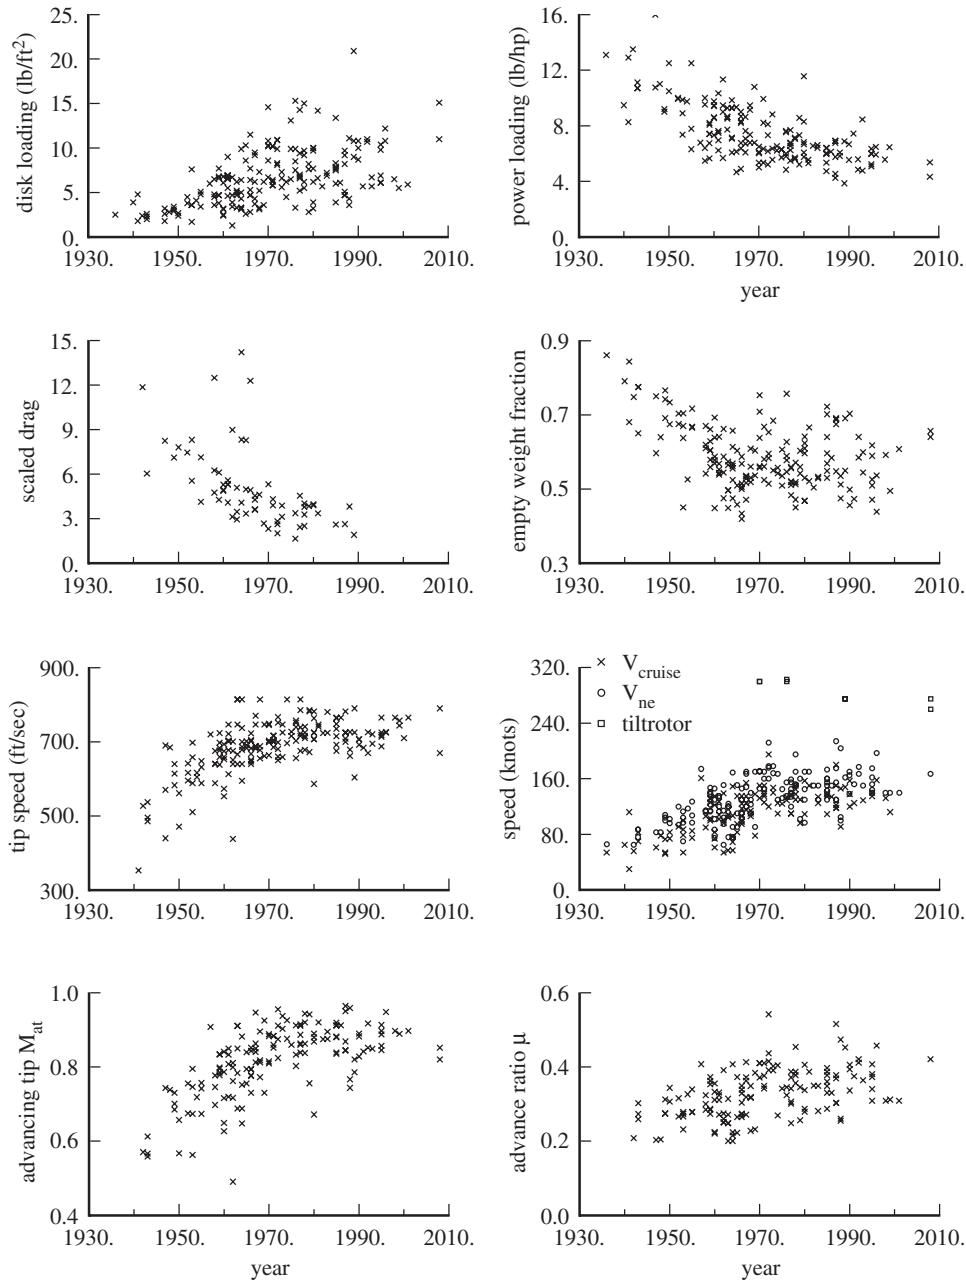 disk loading (lb/ft²)
25.
20.
15.
10.
5.
0.
1930. 1950. 1970. 1990. 2010.
power loading (lb/hp)
16.
12.
8.
4.
0.
1930. 1950. 1970. 1990. 2010.
year
scaled drag
15.
12.
9.
6.
3.
0.
1930. 1950. 1970. 1990. 2010.
empty weight fraction
0.9
0.7
0.5
0.3
1930. 1950. 1970. 1990. 2010.
tip speed (ft/sec)
900.
700.
500.
300.
1930. 1950. 1970. 1990. 2010.
speed (knots)
320.
240.
160.
80.
0.
Vcruise
Vne
tiltrotor
1930. 1950. 1970. 1990. 2010.
advancing tip Mat
1.0
0.8
0.6
0.4
1930. 1950. 1970. 1990. 2010.
year
advance ratio μ
0.6
0.4
0.2
0.0
1930. 1950. 1970. 1990. 2010.
year